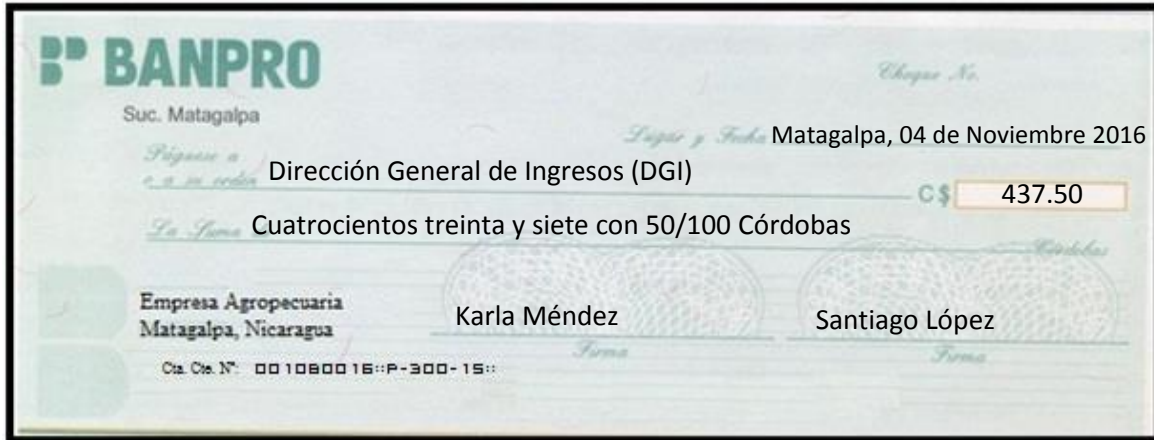 BANPRO
Suc. Matagalpa
Cheque No.
Lugar y Fecha Matagalpa, 04 de Noviembre 2016
Páguese a
o a su orden Dirección General de Ingresos (DGI)
C$ 437.50
La Suma Cuatrocientos treinta y siete con 50/100 Córdobas
Córdobas
Empresa Agropecuaria
Matagalpa, Nicaragua
Karla Méndez Santiago López
Firma Firma
Cta. Cte. Nº: 001080016::P-300-15::